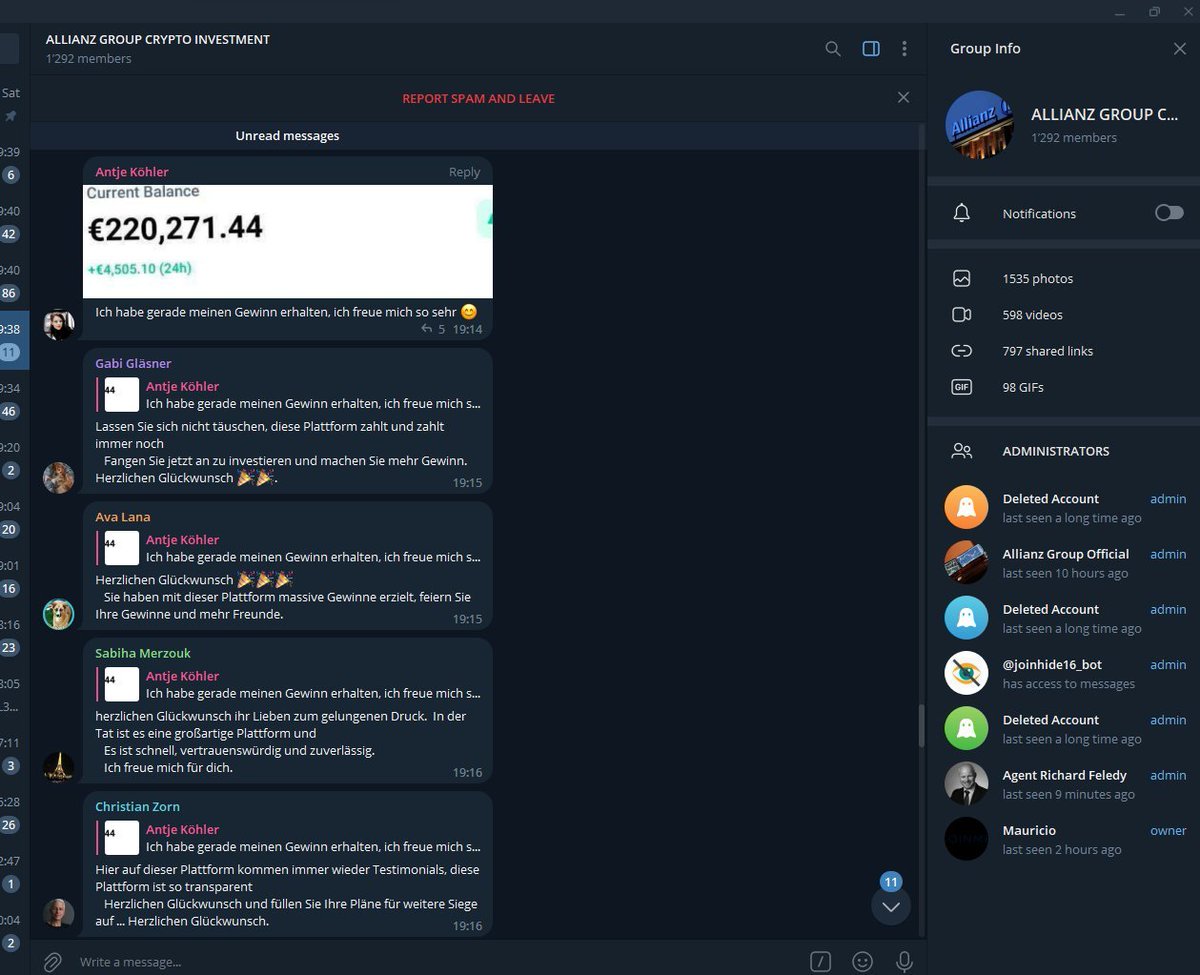 ALLIANZ GROUP CRYPTO INVESTMENT
1'292 members
REPORT SPAM AND LEAVE
Unread messages
Antje Köhler
Reply
Current Balance
€220,271.44
+€4,505.10 (24h)
Ich habe gerade meinen Gewinn erhalten, ich freue mich so sehr 😊
5 19:14
Gabi Gläsner
44
Antje Köhler
Ich habe gerade meinen Gewinn erhalten, ich freue mich s...
Lassen Sie sich nicht täuschen, diese Plattform zahlt und zahlt
immer noch
Fangen Sie jetzt an zu investieren und machen Sie mehr Gewinn.
Herzlichen Glückwunsch 🎉🎉.
19:15
Ava Lana
44
Antje Köhler
Ich habe gerade meinen Gewinn erhalten, ich freue mich s...
Herzlichen Glückwunsch 🎉🎉🎉
Sie haben mit dieser Plattform massive Gewinne erzielt, feiern Sie
Ihre Gewinne und mehr Freunde.
19:15
Sabiha Merzouk
44
Antje Köhler
Ich habe gerade meinen Gewinn erhalten, ich freue mich s...
herzlichen Glückwunsch ihr Lieben zum gelungenen Druck. In der
Tat ist es eine großartige Plattform und
Es ist schnell, vertrauenswürdig und zuverlässig.
Ich freue mich für dich.
19:16
Christian Zorn
44
Antje Köhler
Ich habe gerade meinen Gewinn erhalten, ich freue mich s...
Hier auf dieser Plattform kommen immer wieder Testimonials, diese
Plattform ist so transparent
Herzlichen Glückwunsch und füllen Sie Ihre Pläne für weitere Siege
auf ... Herzlichen Glückwunsch.
19:16
11
Write a message...
Sat
9:39
6
9:40
42
9:40
86
9:38
11
9:34
46
9:20
2
9:04
20
9:01
16
8:16
23
8:05
L3...
7:11
3
5:28
26
2:47
1
0:04
2
Group Info
Allianz
ALLIANZ GROUP C...
1'292 members
Notifications
1535 photos
598 videos
797 shared links
GIF
98 GIFs
ADMINISTRATORS
Deleted Account
admin
last seen a long time ago
Allianz Group Official
admin
last seen 10 hours ago
Deleted Account
admin
last seen a long time ago
@joinhide16_bot
admin
has access to messages
Deleted Account
admin
last seen a long time ago
Agent Richard Feledy
admin
last seen 9 minutes ago
Mauricio
owner
last seen 2 hours ago